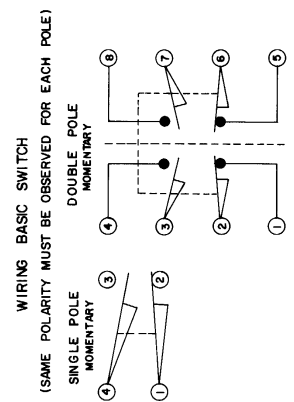 WIRING BASIC SWITCH
(SAME POLARITY MUST BE OBSERVED FOR EACH POLE)
SINGLE POLE
MOMENTARY
4 3
1 2
DOUBLE POLE
MOMENTARY
4 8
3 7
2 6
1 5